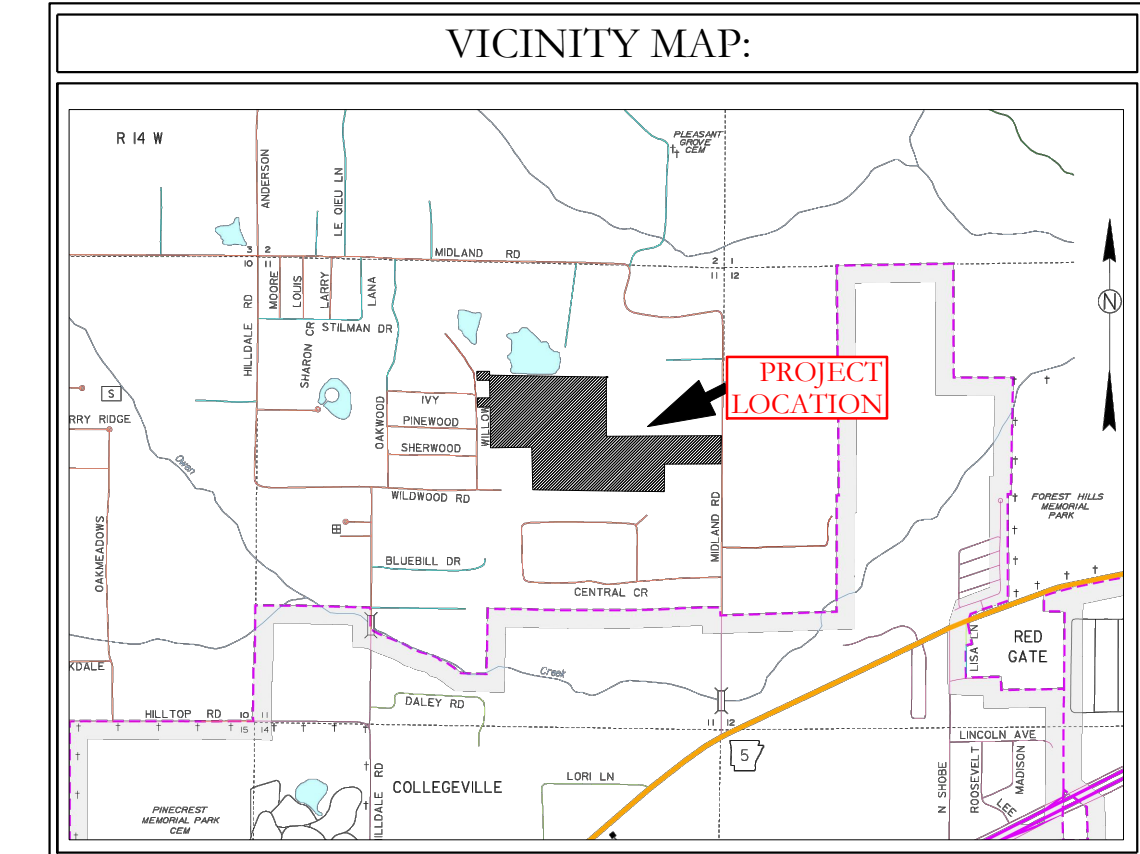 VICINITY MAP:
R 14 W
ANDERSON
LE QIEU LN
PLEASANT
GROVE
CEM
MIDLAND RD
3 2
10 11
2 1
11 12
HILLDALE RD
MOORE
LOUIS
LARRY
LANA
STILMAN DR
SHARON CR
N
S
RRY RIDGE
OAKWOOD
IVY
PINEWOOD
SHERWOOD
WILLOW
PROJECT
LOCATION
WILDWOOD RD
Owen
OAKMEADOWS
MIDLAND RD
FOREST HILLS
MEMORIAL
PARK
BLUEBILL DR
CENTRAL CR
KDALE
Creek
LISA LN
RED
GATE
DALEY RD
HILLTOP RD
10 11
15 14
11 12
5
LINCOLN AVE
N SHOBE
ROOSEVELT
MADISON
LEE
LORI LN
COLLEGEVILLE
ILLDALE RD
PINECREST
MEMORIAL PARK
CEM